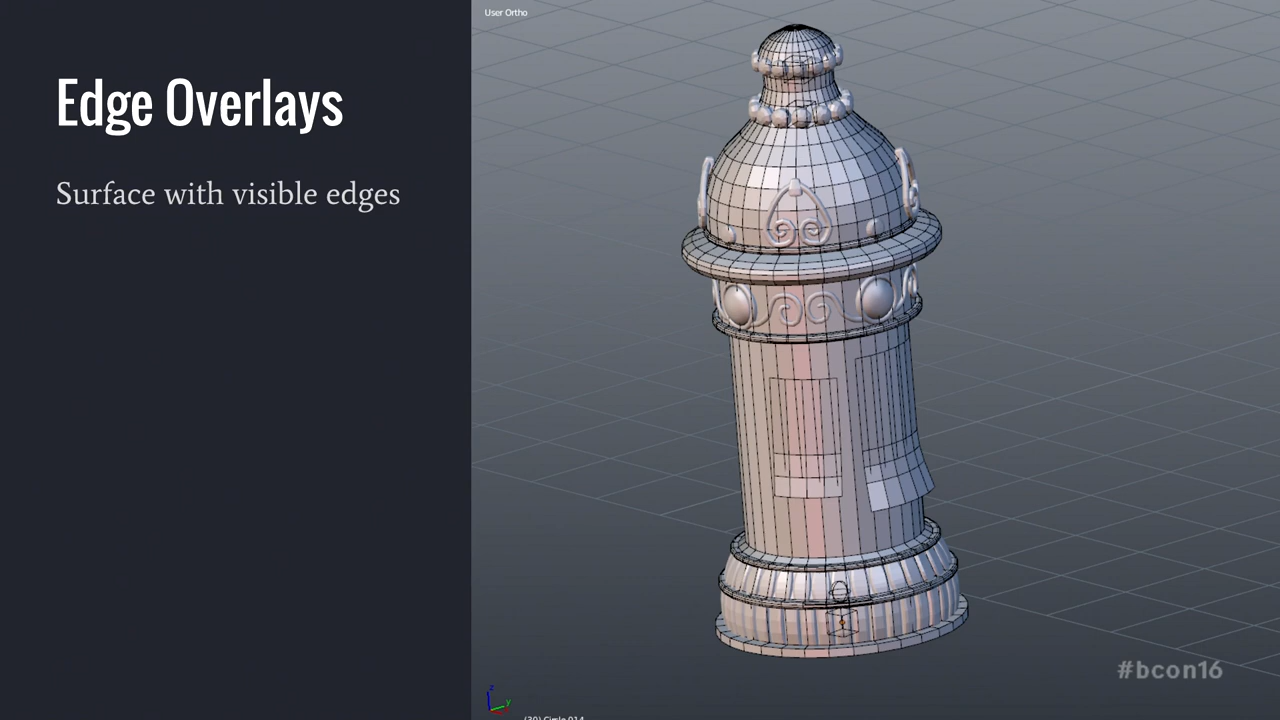 Edge Overlays
Surface with visible edges
User Ortho
#bcon16
z
y